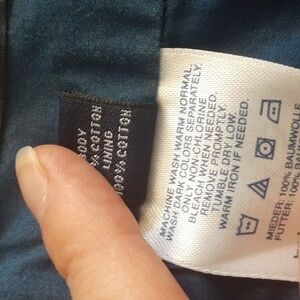 BODY
100% COTTON
LINING
100% COTTON
MACHINE WASH WARM NORMAL.
WASH DARK COLORS SEPARATELY.
ONLY NON-CHLORINE
BLEACH WHEN NEEDED.
REMOVE PROMPTLY.
TUMBLE DRY LOW.
WARM IRON IF NEEDED.
MIEDER: 100% BAUMWOLLE
FUTTER: 100%